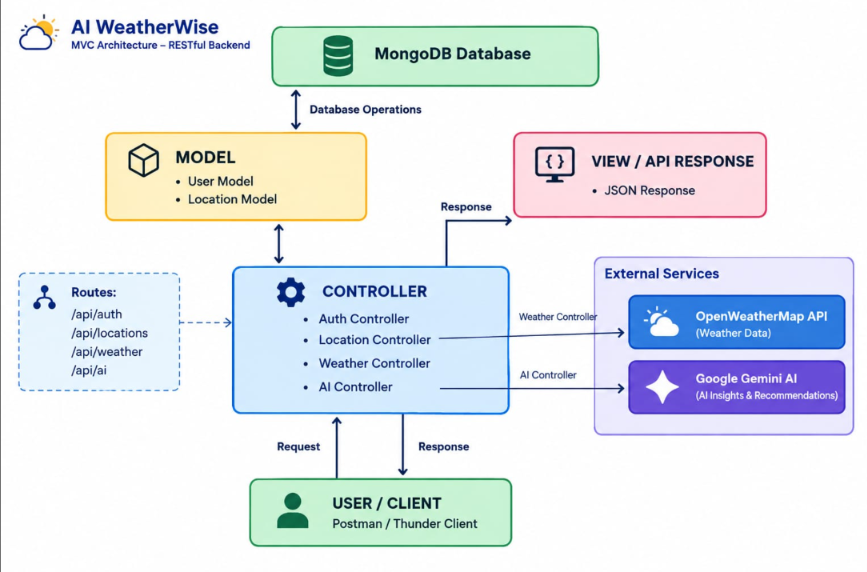 AI WeatherWise
MVC Architecture – RESTful Backend
MongoDB Database
Database Operations
MODEL
• User Model
• Location Model
VIEW / API RESPONSE
{ }
• JSON Response
Response
Routes:
/api/auth
/api/locations
/api/weather
/api/ai
CONTROLLER
• Auth Controller
• Location Controller
• Weather Controller
• AI Controller
Weather Controller
AI Controller
External Services
OpenWeatherMap API
(Weather Data)
Google Gemini AI
(AI Insights & Recommendations)
Request
Response
USER / CLIENT
Postman / Thunder Client